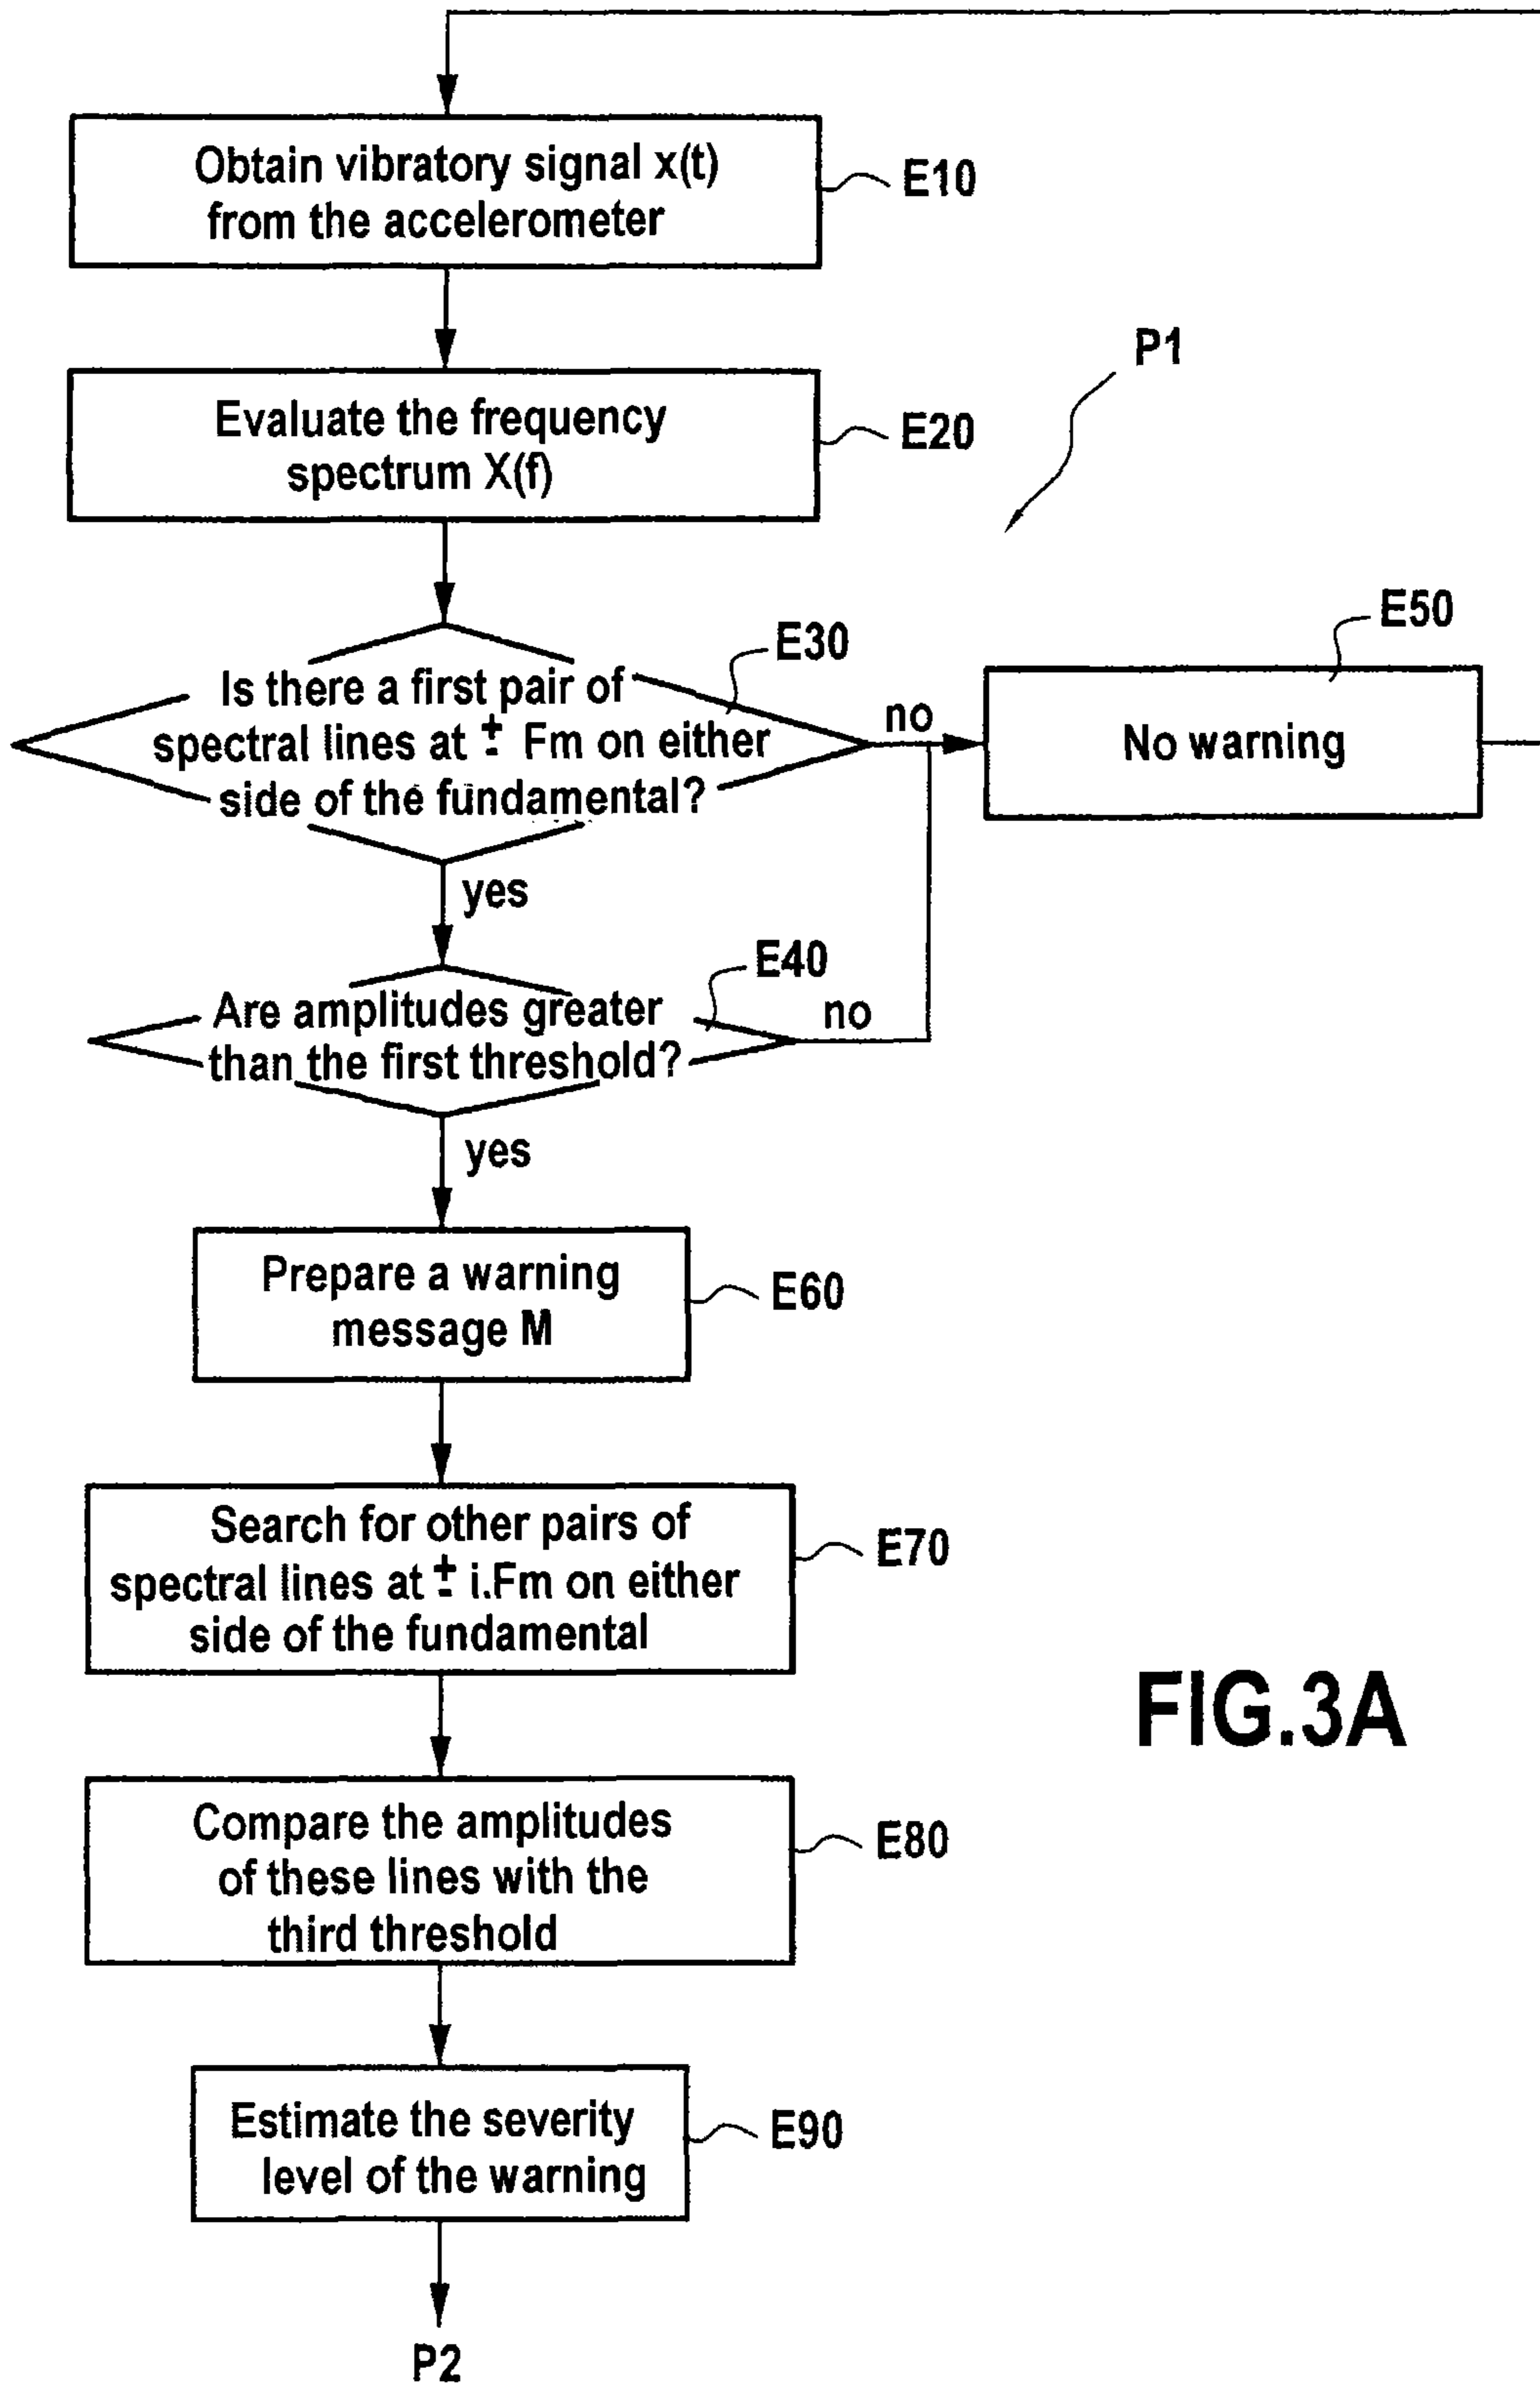 Obtain vibratory signal x(t)
from the accelerometer
E10
P1
Evaluate the frequency
spectrum X(f)
E20
E30
E50
Is there a first pair of
spectral lines at ± Fm on either
side of the fundamental?
no
No warning
yes
E40
Are amplitudes greater
than the first threshold?
no
yes
Prepare a warning
message M
E60
Search for other pairs of
spectral lines at ± i.Fm on either
side of the fundamental
E70
FIG.3A
Compare the amplitudes
of these lines with the
third threshold
E80
Estimate the severity
level of the warning
E90
P2